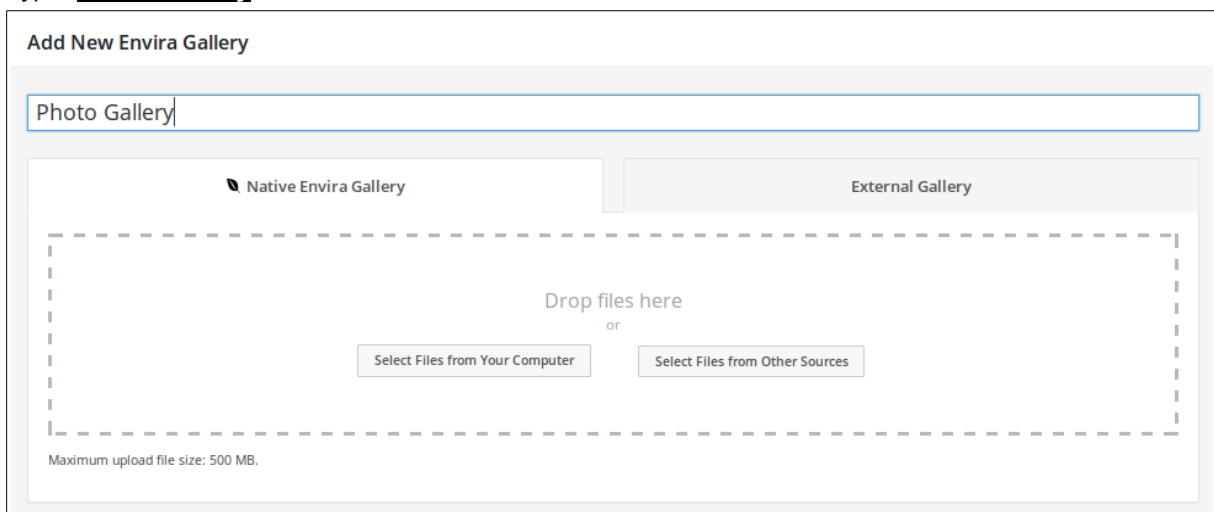 Add New Envira Gallery
Photo Gallery
Native Envira Gallery
External Gallery
Drop files here
or
Select Files from Your Computer
Select Files from Other Sources
Maximum upload file size: 500 MB.